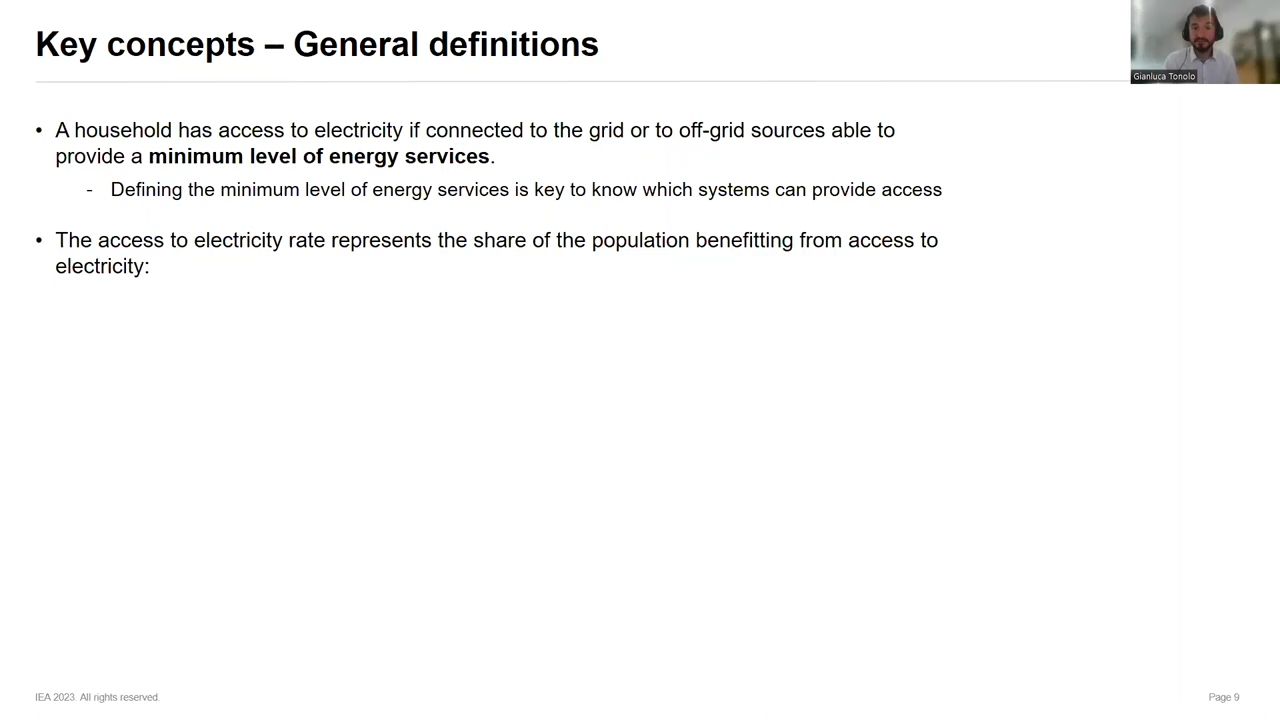 Key concepts – General definitions
Gianluca Tonolo
• A household has access to electricity if connected to the grid or to off-grid sources able to
provide a minimum level of energy services.
- Defining the minimum level of energy services is key to know which systems can provide access
• The access to electricity rate represents the share of the population benefitting from access to
electricity:
IEA 2023. All rights reserved.
Page 9